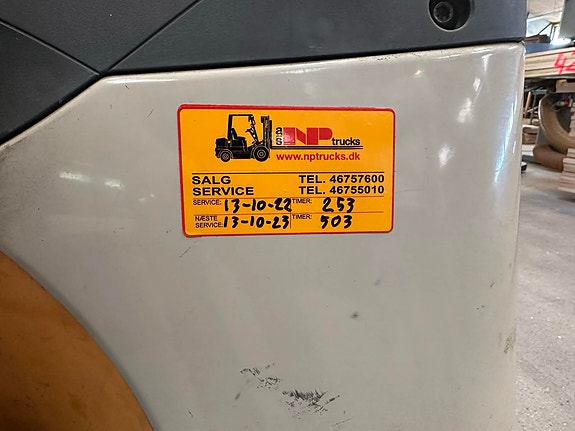 NP trucks A/S
www.nptrucks.dk
SALG TEL. 46757600
SERVICE TEL. 46755010
SERVICE: 13-10-22 TIMER: 253
NÆSTE
SERVICE: 13-10-23 TIMER: 503
42